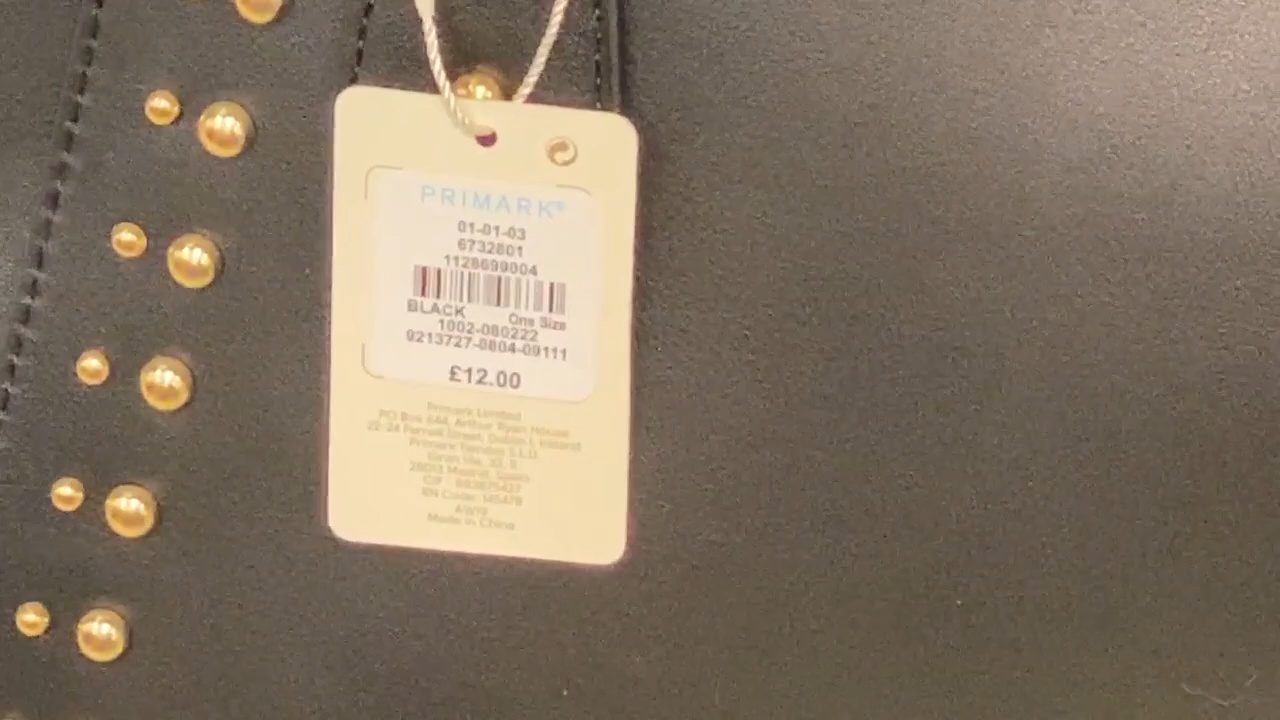 PRIMARK®
01-01-03
6732801
1128699004
BLACK One Size
1002-080222
9213727-0804-09111
£12.00
Primark Limited
PO Box 644, Arthur Ryan House
22-24 Parnell Street, Dublin 1, Ireland
Primark Tiendas S.L.U.
Gran Via, 32, 5
28013 Madrid, Spain
CIF
RN Code:
AW19
Made in China